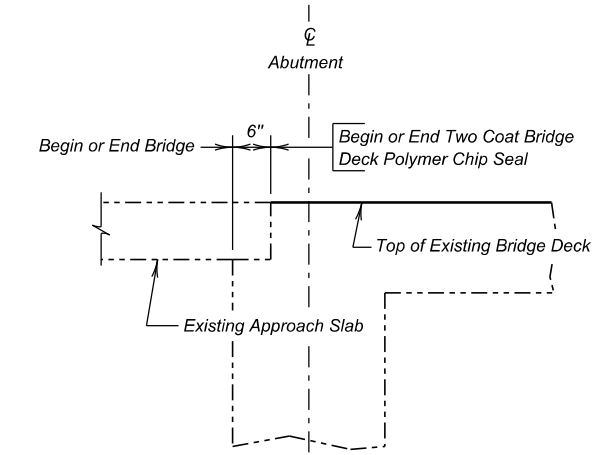 ℄
Abutment
6"
Begin or End Bridge
Begin or End Two Coat Bridge
Deck Polymer Chip Seal
Top of Existing Bridge Deck
Existing Approach Slab